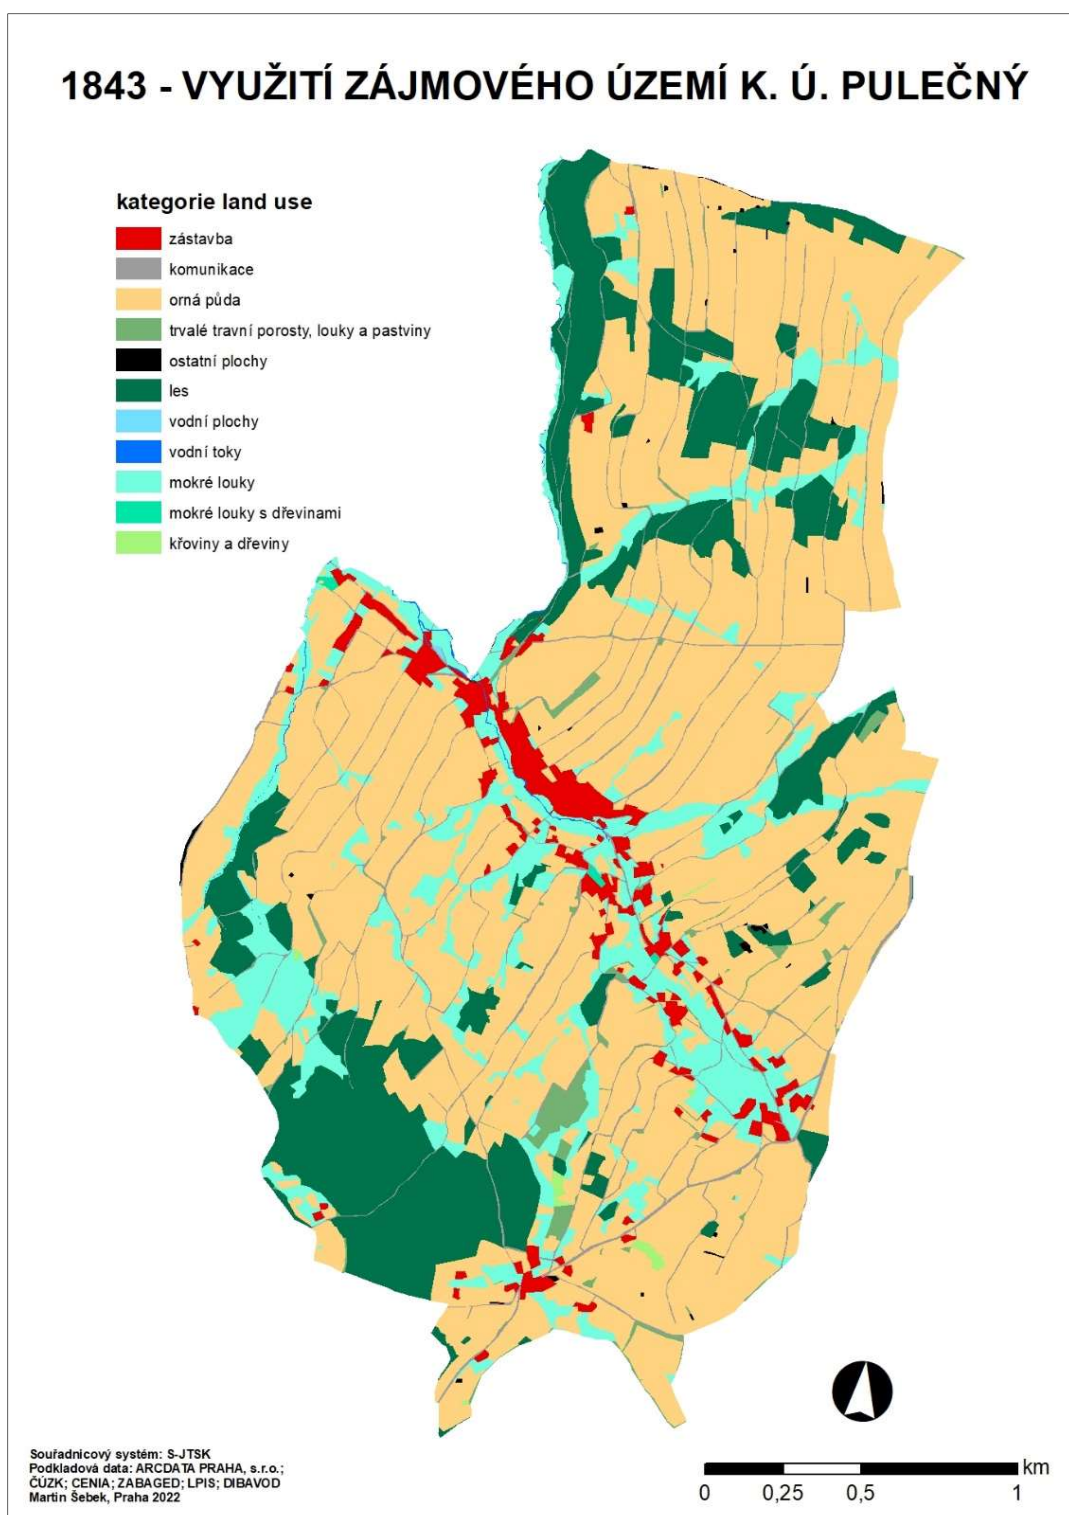 1843 - VYUŽITÍ ZÁJMOVÉHO ÚZEMÍ K. Ú. PULEČNÝ
kategorie land use
zástavba
komunikace
orná půda
trvalé travní porosty, louky a pastviny
ostatní plochy
les
vodní plochy
vodní toky
mokré louky
mokré louky s dřevinami
křoviny a dřeviny
Souřadnicový systém: S-JTSK
Podkladová data: ARCDATA PRAHA, s.r.o.;
ČÚZK; CENIA; ZABAGED; LPIS; DIBAVOD
Martin Šebek, Praha 2022
km
0 0,25 0,5 1